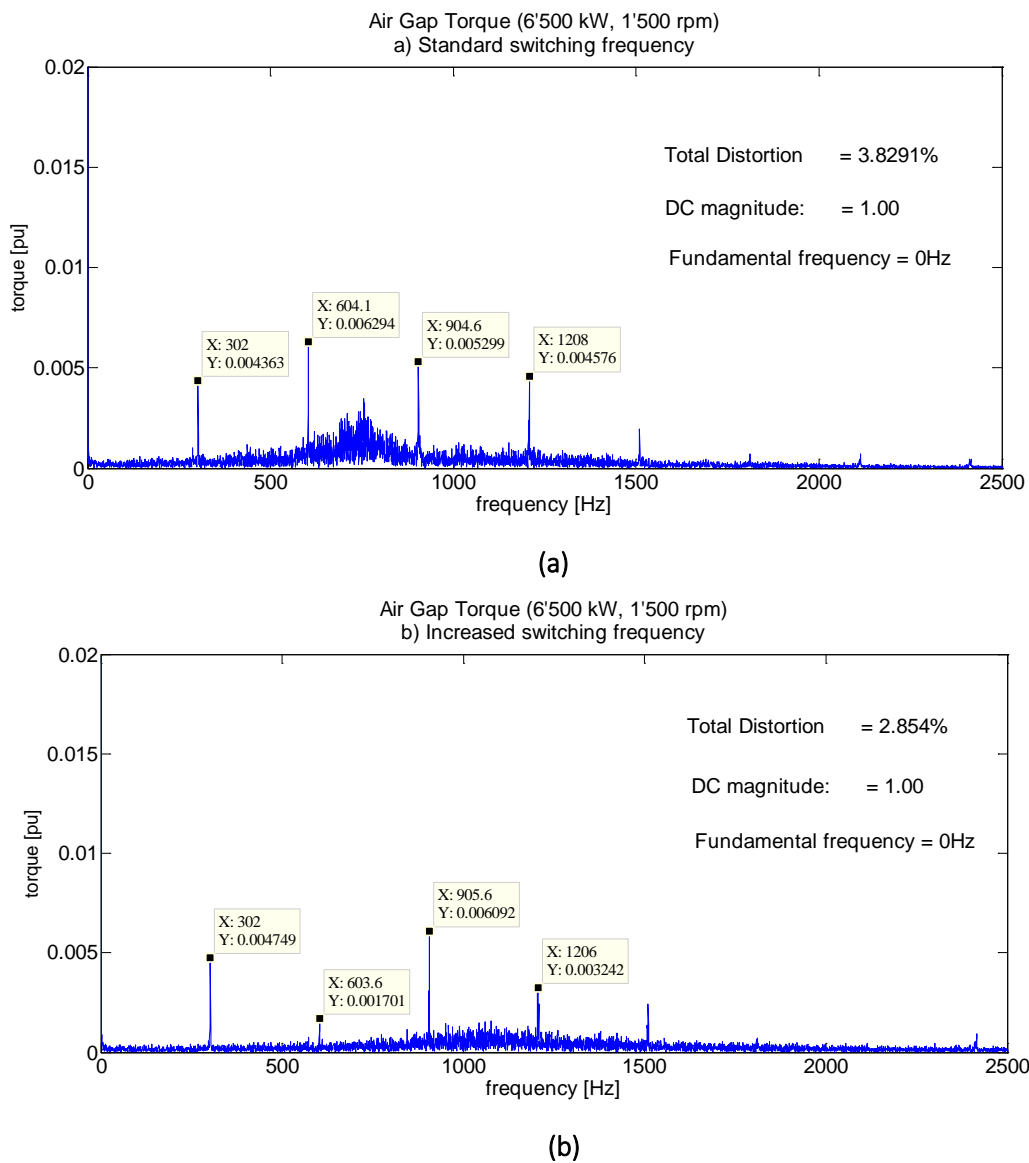 Air Gap Torque (6'500 kW, 1'500 rpm)
a) Standard switching frequency
0.02
0.015
0.01
0.005
0
torque [pu]
Total Distortion = 3.8291%
DC magnitude: = 1.00
Fundamental frequency = 0Hz
X: 302
Y: 0.004363
X: 604.1
Y: 0.006294
X: 904.6
Y: 0.005299
X: 1208
Y: 0.004576
0 500 1000 1500 2000 2500
frequency [Hz]
(a)
Air Gap Torque (6'500 kW, 1'500 rpm)
b) Increased switching frequency
0.02
0.015
0.01
0.005
0
torque [pu]
Total Distortion = 2.854%
DC magnitude: = 1.00
Fundamental frequency = 0Hz
X: 302
Y: 0.004749
X: 603.6
Y: 0.001701
X: 905.6
Y: 0.006092
X: 1206
Y: 0.003242
0 500 1000 1500 2000 2500
frequency [Hz]
(b)